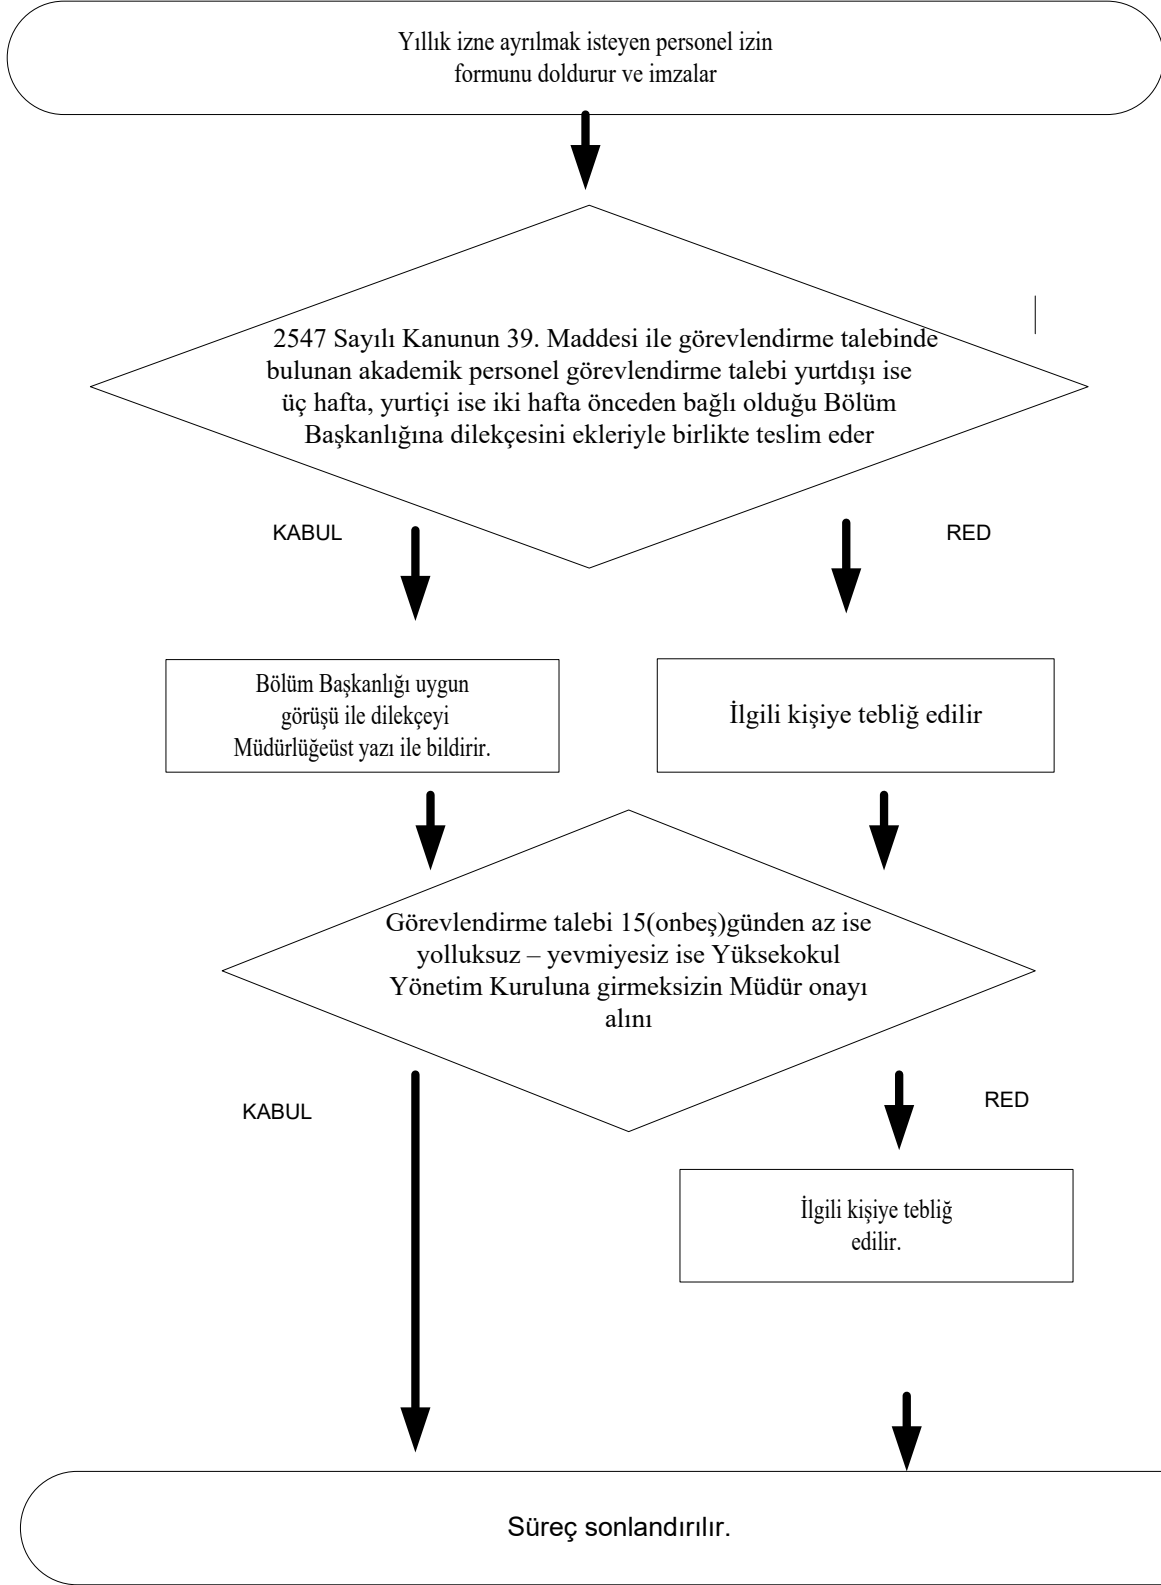 Yıllık izne ayrılmak isteyen personel izin
formunu doldurur ve imzalar
2547 Sayılı Kanunun 39. Maddesi ile görevlendirme talebinde
bulunan akademik personel görevlendirme talebi yurtdışı ise
üç hafta, yurtiçi ise iki hafta önceden bağlı olduğu Bölüm
Başkanlığına dilekçesini ekleriyle birlikte teslim eder
KABUL
RED
Bölüm Başkanlığı uygun
görüşü ile dilekçeyi
Müdürlüğeüst yazı ile bildirir.
İlgili kişiye tebliğ edilir
Görevlendirme talebi 15(onbeş)günden az ise
yolluksuz – yevmiyesiz ise Yüksekokul
Yönetim Kuruluna girmeksizin Müdür onayı
alını
KABUL
RED
İlgili kişiye tebliğ
edilir.
Süreç sonlandırılır.